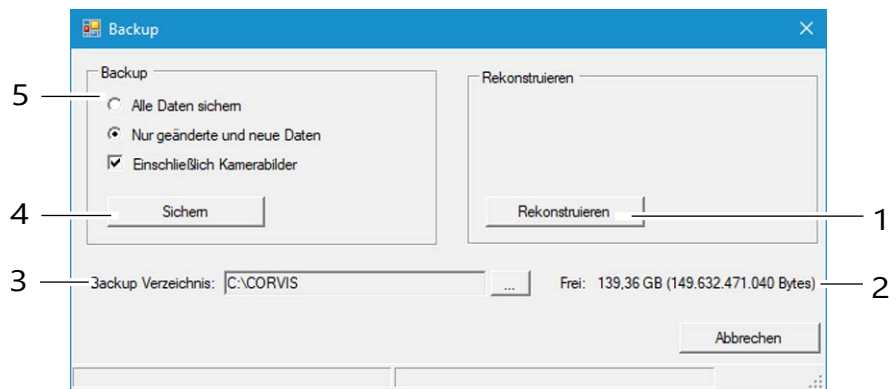 Backup
Backup
5
Alle Daten sichern
Nur geänderte und neue Daten
Einschließlich Kamerabilder
4
Sichern
Rekonstruieren
Rekonstruieren
1
3
Backup Verzeichnis: C:\CORVIS ... Frei: 139,36 GB (149.632.471.040 Bytes)
2
Abbrechen